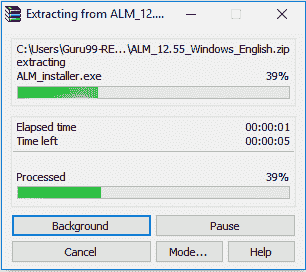 Extracting from ALM_12....
C:\Users\Guru99-RE...\ALM_12.55_Windows_English.zip
extracting
ALM_installer.exe 39%
Elapsed time 00:00:01
Time left 00:00:05
Processed 39%
Background Pause
Cancel Mode... Help